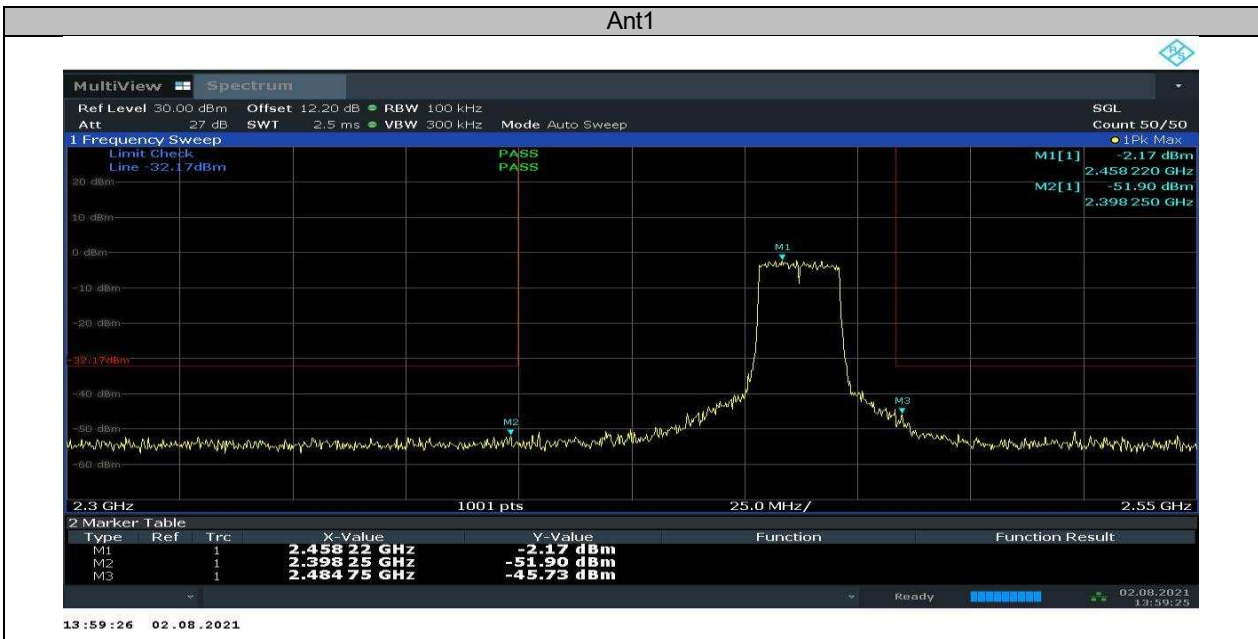 Ant1
R&S
MultiView Spectrum
Ref Level 30.00 dBm Offset 12.20 dB RBW 100 kHz SGL
Att 27 dB SWT 2.5 ms VBW 300 kHz Mode Auto Sweep Count 50/50
1 Frequency Sweep 1Pk Max
Limit Check PASS M1[1] -2.17 dBm
Line -32.17dBm PASS 2.458 220 GHz
20 dBm M2[1] -51.90 dBm
2.398 250 GHz
10 dBm
0 dBm
M1
-10 dBm
-20 dBm
-32.17dBm
-40 dBm
M3
-50 dBm
M2
-60 dBm
2.3 GHz 1001 pts 25.0 MHz/ 2.55 GHz
2 Marker Table
Type Ref Trc X-Value Y-Value Function Function Result
M1 1 2.458 22 GHz -2.17 dBm
M2 1 2.398 25 GHz -51.90 dBm
M3 1 2.484 75 GHz -45.73 dBm
Ready 02.08.2021
13:59:25
13:59:26 02.08.2021